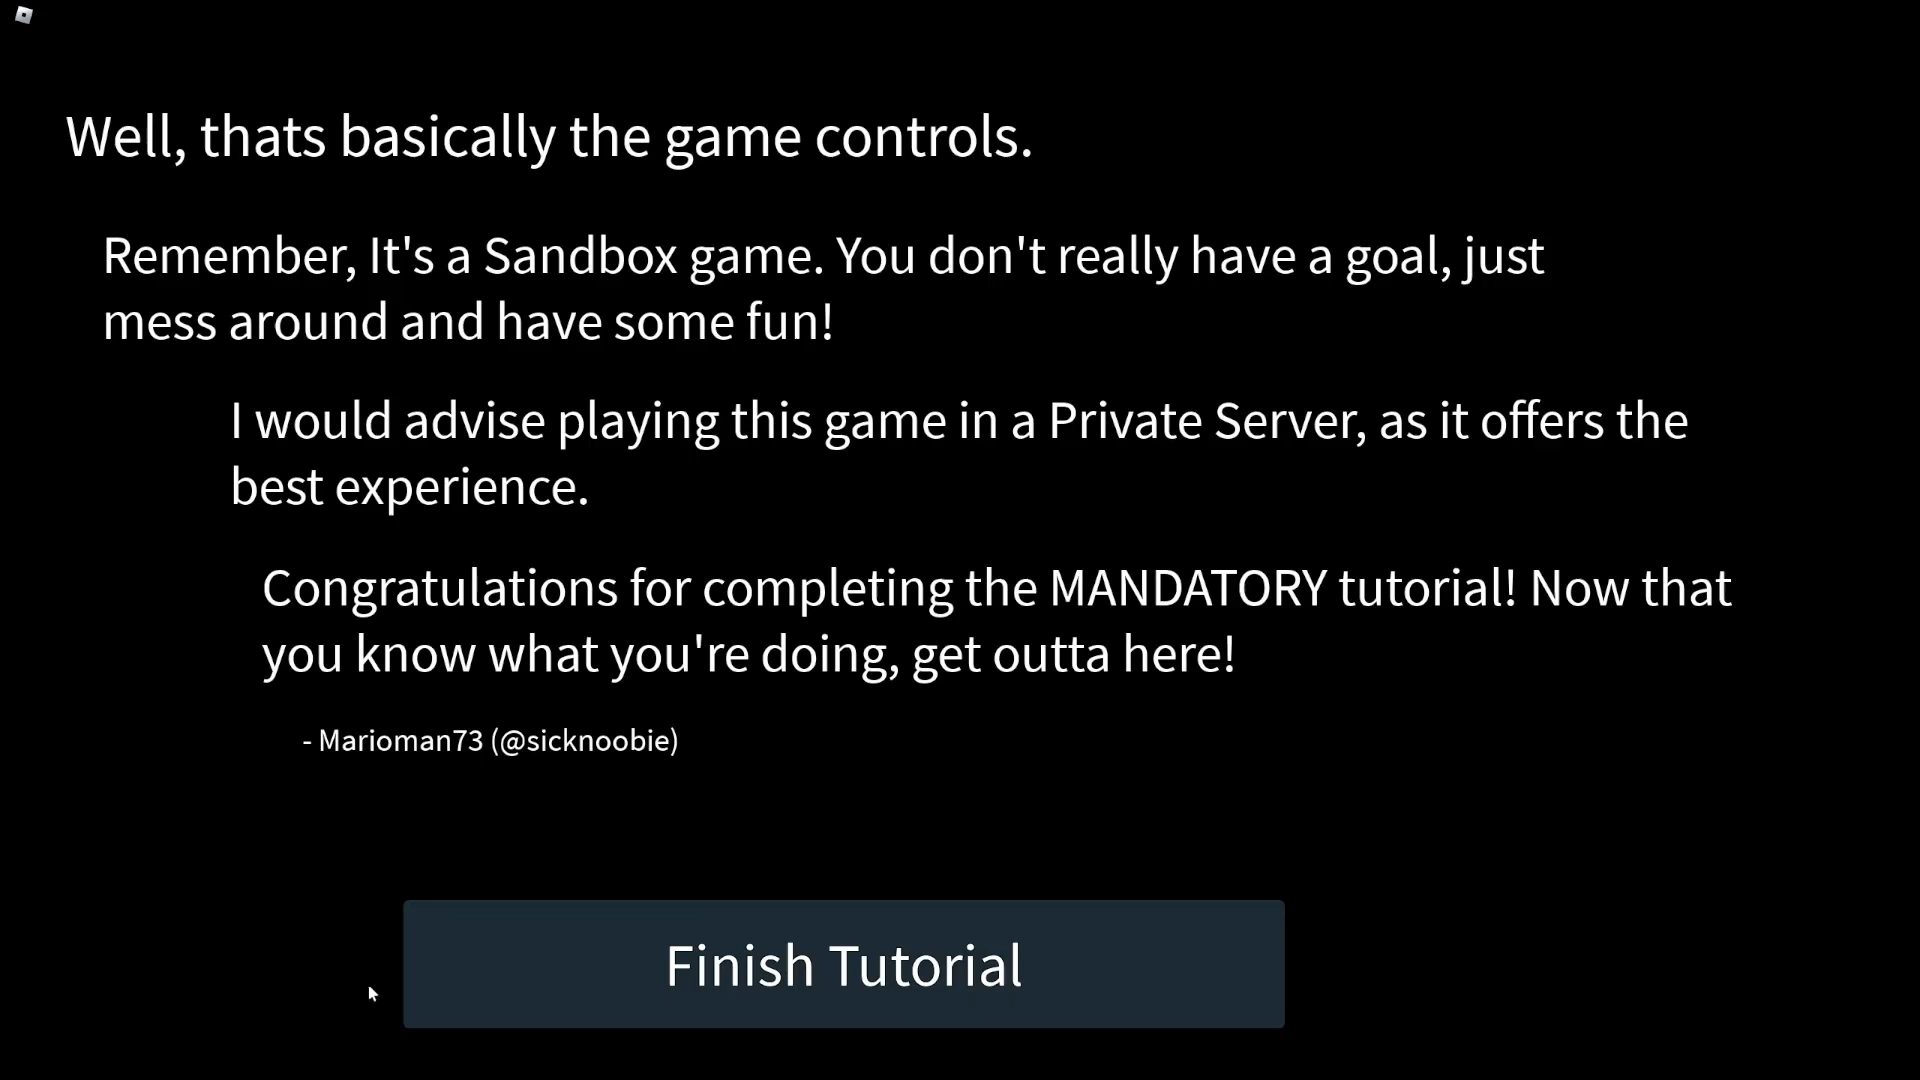 Well, thats basically the game controls.
Remember, It's a Sandbox game. You don't really have a goal, just
mess around and have some fun!
I would advise playing this game in a Private Server, as it offers the
best experience.
Congratulations for completing the MANDATORY tutorial! Now that
you know what you're doing, get outta here!
- Marioman73 (@sicknoobie)
Finish Tutorial